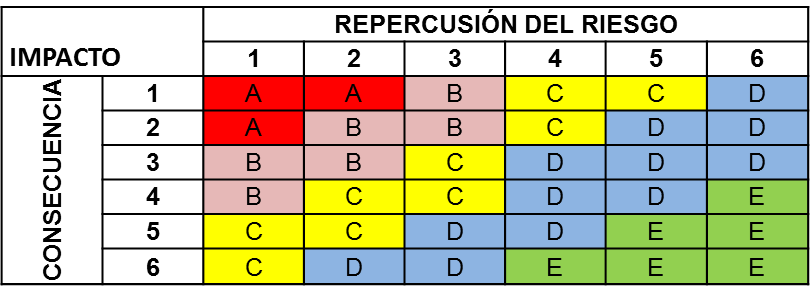 REPERCUSIÓN DEL RIESGO
IMPACTO 1 2 3 4 5 6
CONSECUENCIA
1 A A B C C D
2 A B B C D D
3 B B C D D D
4 B C C D D E
5 C C D D E E
6 C D D E E E